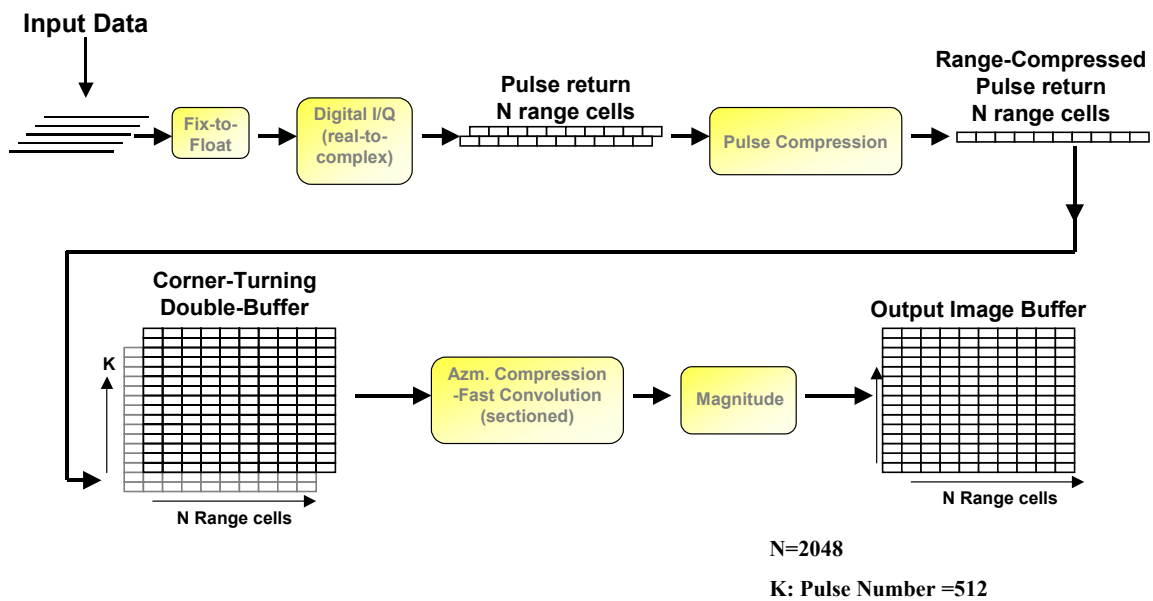 Input Data
Fix-to-
Float
Digital I/Q
(real-to-
complex)
Pulse return
N range cells
Pulse Compression
Range-Compressed
Pulse return
N range cells
Corner-Turning
Double-Buffer
K
N Range cells
Azm. Compression
-Fast Convolution
(sectioned)
Magnitude
Output Image Buffer
N Range cells
N=2048
K: Pulse Number =512